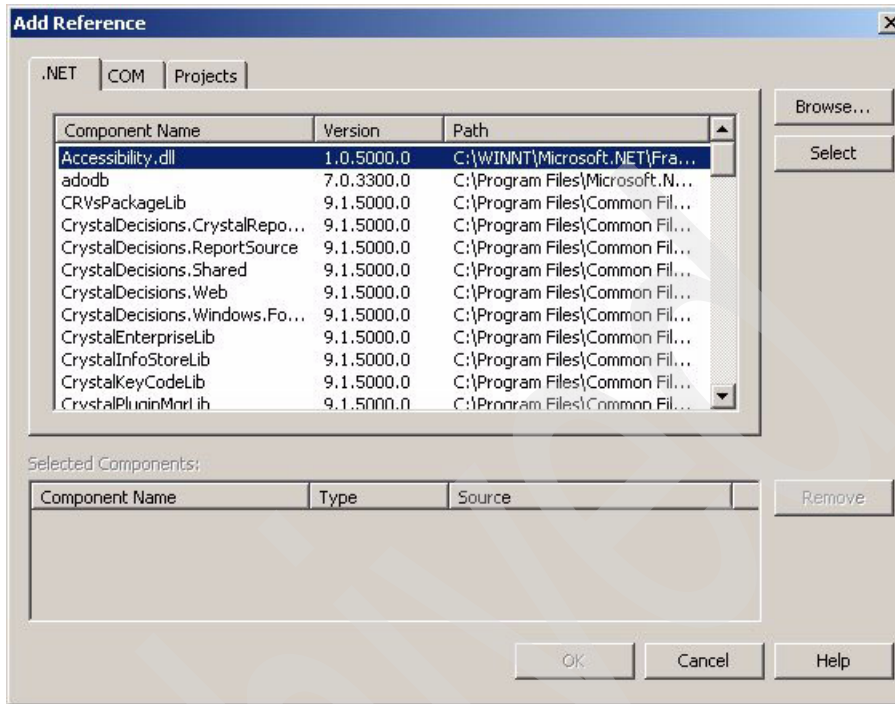 Add Reference
.NET COM Projects
Browse...
Select
Component Name Version Path
Accessibility.dll 1.0.5000.0 C:\WINNT\Microsoft.NET\Fra...
adodb 7.0.3300.0 C:\Program Files\Microsoft.N...
CRVsPackageLib 9.1.5000.0 C:\Program Files\Common Fil...
CrystalDecisions.CrystalRepo... 9.1.5000.0 C:\Program Files\Common Fil...
CrystalDecisions.ReportSource 9.1.5000.0 C:\Program Files\Common Fil...
CrystalDecisions.Shared 9.1.5000.0 C:\Program Files\Common Fil...
CrystalDecisions.Web 9.1.5000.0 C:\Program Files\Common Fil...
CrystalDecisions.Windows.Fo... 9.1.5000.0 C:\Program Files\Common Fil...
CrystalEnterpriseLib 9.1.5000.0 C:\Program Files\Common Fil...
CrystalInfoStoreLib 9.1.5000.0 C:\Program Files\Common Fil...
CrystalKeyCodeLib 9.1.5000.0 C:\Program Files\Common Fil...
CrystalPluginMgrLib 9.1.5000.0 C:\Program Files\Common Fil...
Selected Components:
Component Name Type Source
Remove
OK Cancel Help